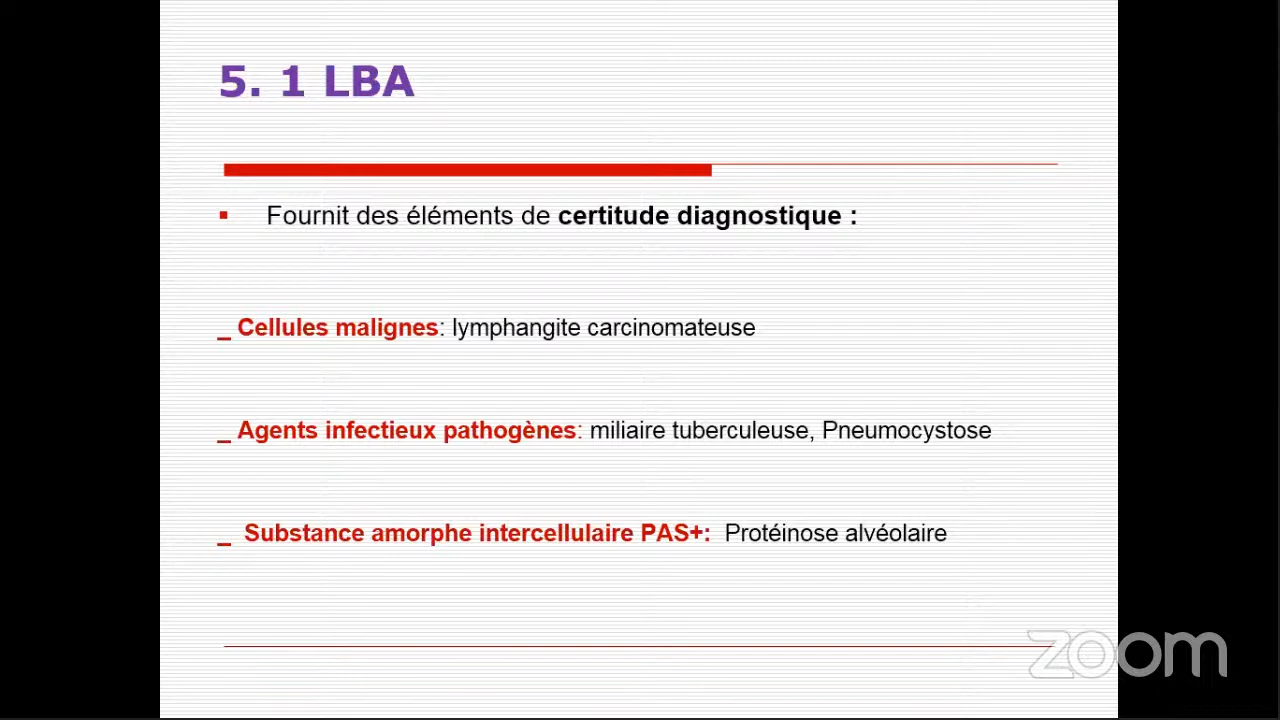 5. 1 LBA
▪ Fournit des éléments de certitude diagnostique :
_ Cellules malignes: lymphangite carcinomateuse
_ Agents infectieux pathogènes: miliaire tuberculeuse, Pneumocystose
_ Substance amorphe intercellulaire PAS+: Protéinose alvéolaire
zoom